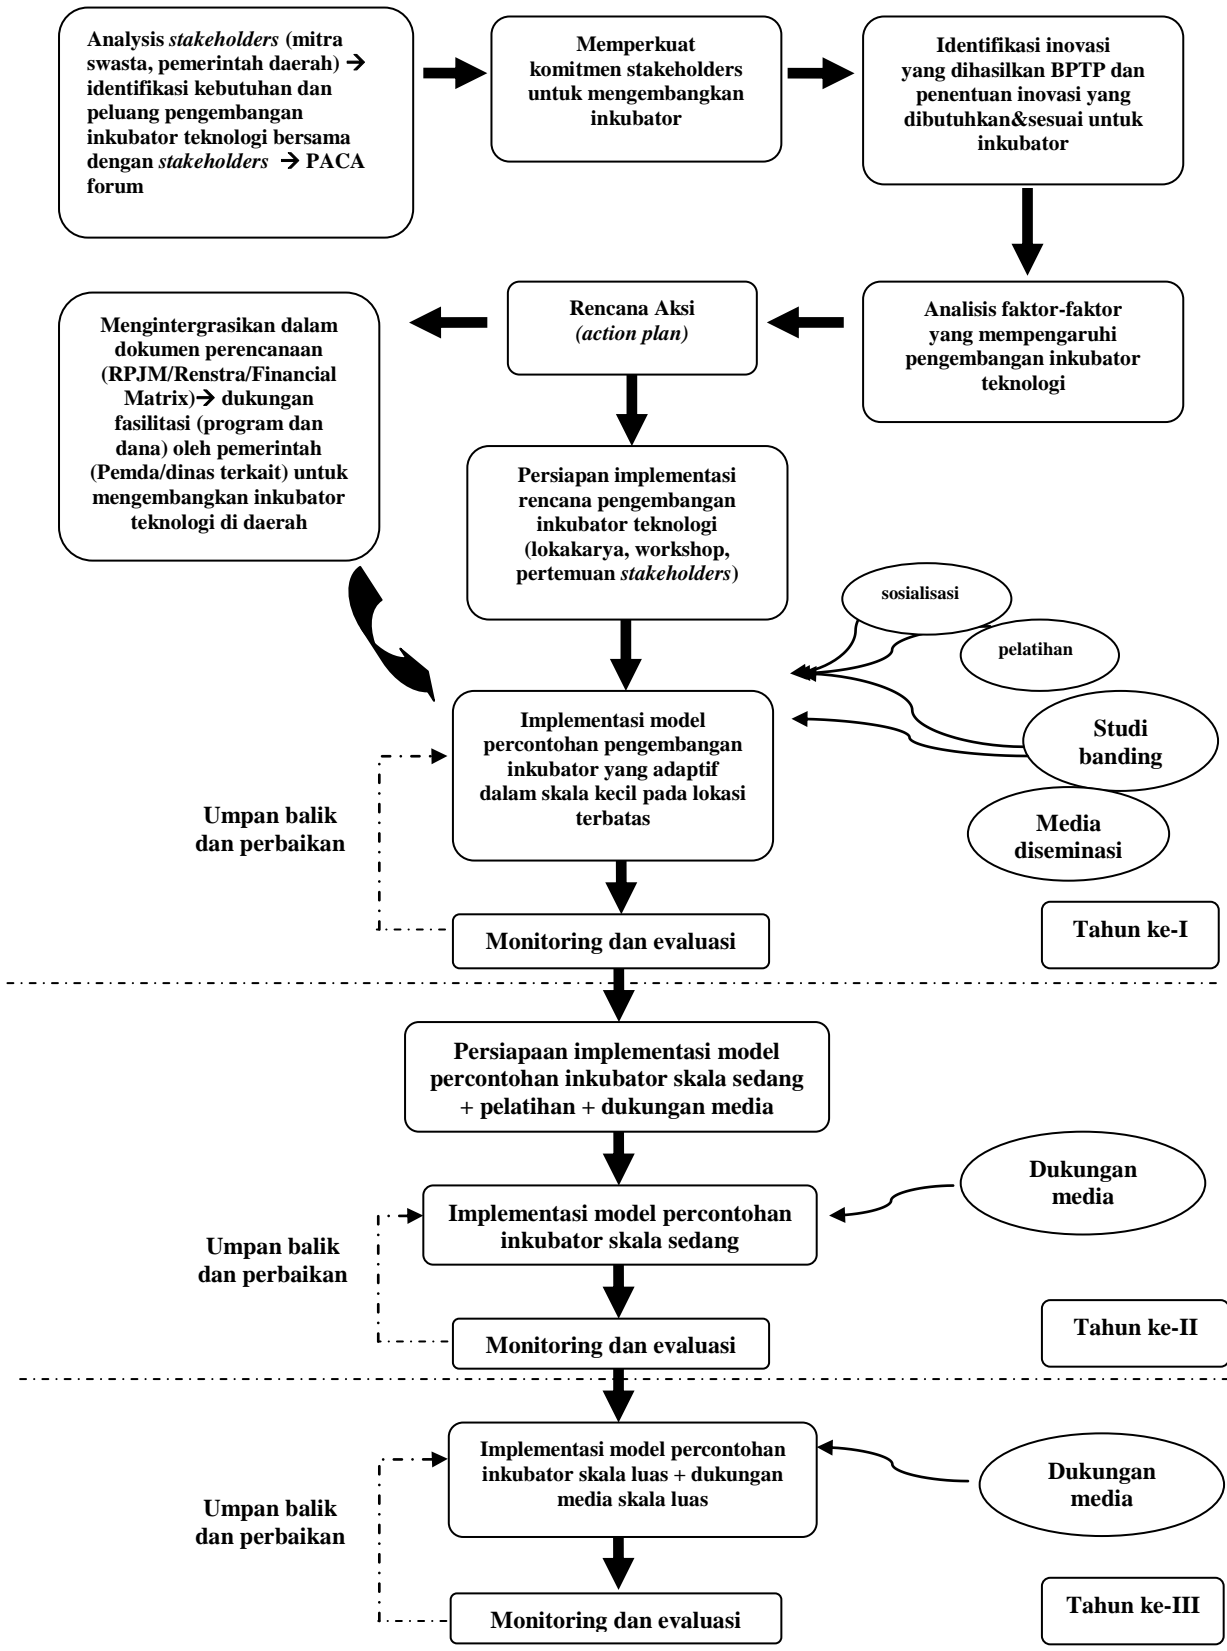 Analysis stakeholders (mitra
swasta, pemerintah daerah) →
identifikasi kebutuhan dan
peluang pengembangan
inkubator teknologi bersama
dengan stakeholders → PACA
forum
Memperkuat
komitmen stakeholders
untuk mengembangkan
inkubator
Identifikasi inovasi
yang dihasilkan BPTP dan
penentuan inovasi yang
dibutuhkan&sesuai untuk
inkubator
Mengintergrasikan dalam
dokumen perencanaan
(RPJM/Renstra/Financial
Matrix)→ dukungan
fasilitasi (program dan
dana) oleh pemerintah
(Pemda/dinas terkait) untuk
mengembangkan inkubator
teknologi di daerah
Rencana Aksi
(action plan)
Analisis faktor-faktor
yang mempengaruhi
pengembangan inkubator
teknologi
Persiapan implementasi
rencana pengembangan
inkubator teknologi
(lokakarya, workshop,
pertemuan stakeholders)
sosialisasi
pelatihan
Studi
banding
Media
diseminasi
Implementasi model
percontohan pengembangan
inkubator yang adaptif
dalam skala kecil pada lokasi
terbatas
Umpan balik
dan perbaikan
Monitoring dan evaluasi
Tahun ke-I
Persiapaan implementasi model
percontohan inkubator skala sedang
+ pelatihan + dukungan media
Dukungan
media
Implementasi model percontohan
inkubator skala sedang
Umpan balik
dan perbaikan
Monitoring dan evaluasi
Tahun ke-II
Implementasi model percontohan
inkubator skala luas + dukungan
media skala luas
Dukungan
media
Umpan balik
dan perbaikan
Monitoring dan evaluasi
Tahun ke-III